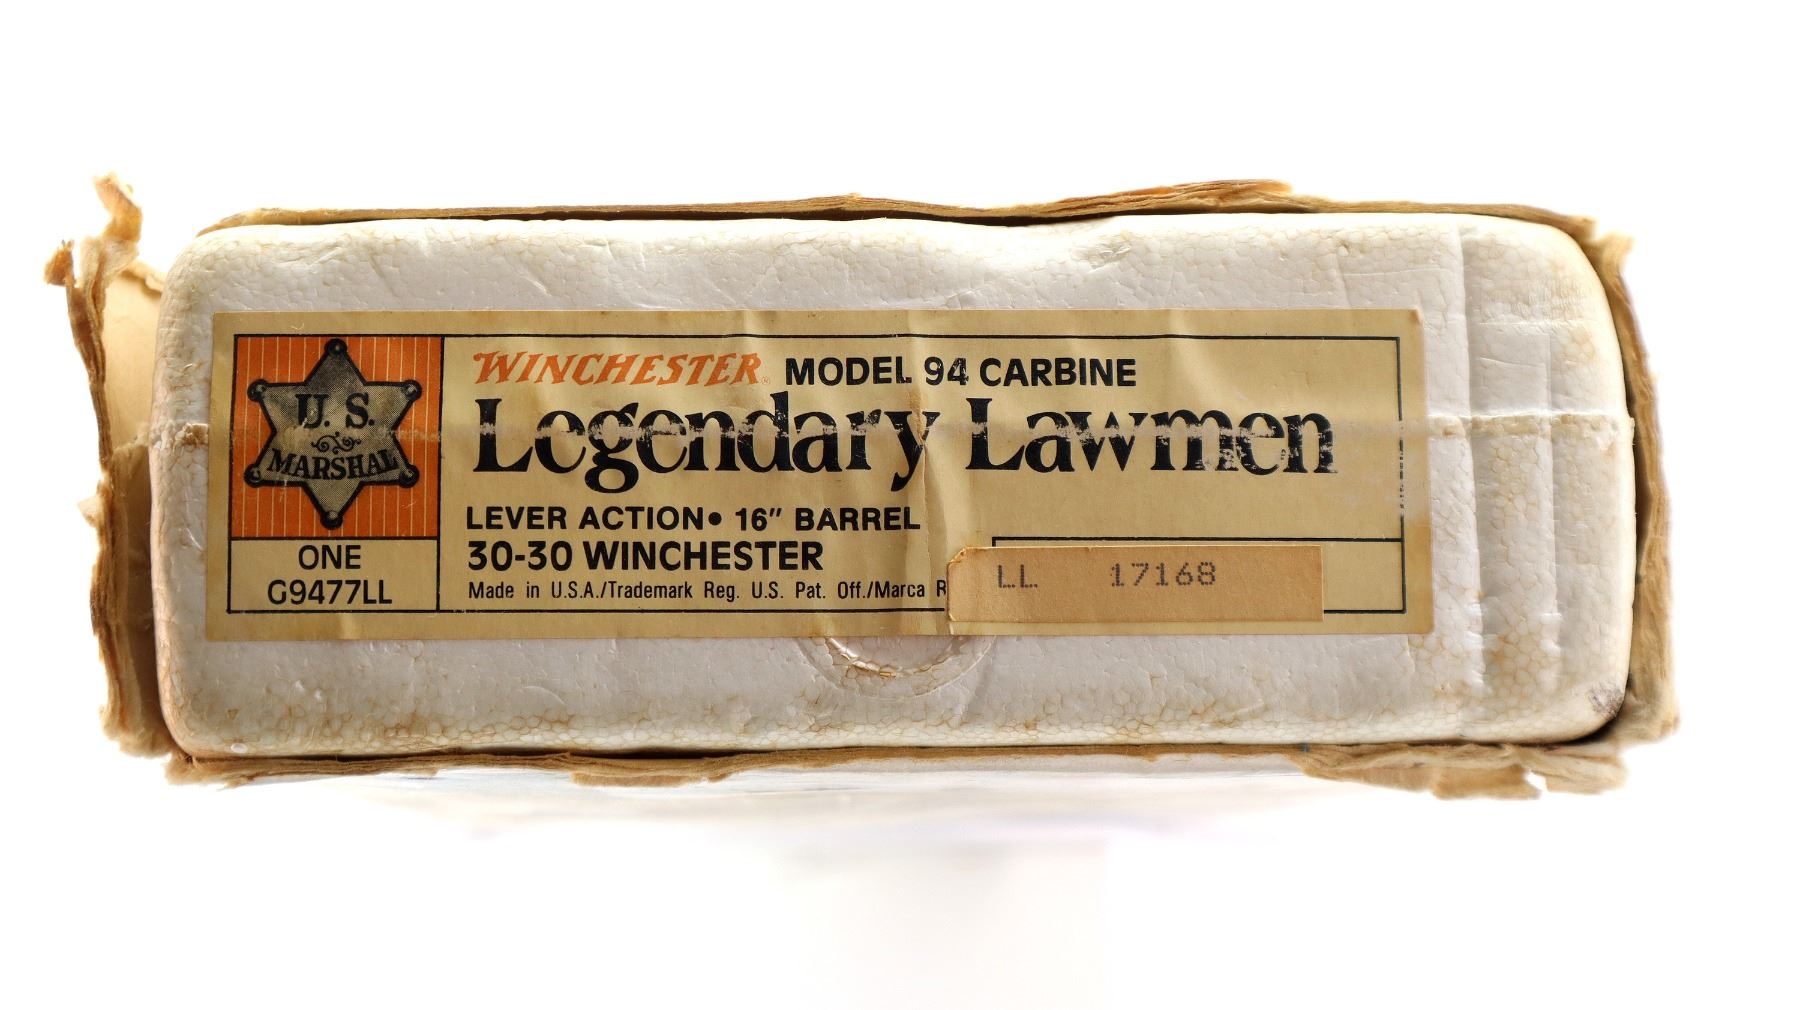 U. S.
MARSHAL
ONE
G9477LL
WINCHESTER® MODEL 94 CARBINE
Legendary Lawmen
LEVER ACTION• 16" BARREL
30-30 WINCHESTER
Made in U.S.A./Trademark Reg. U.S. Pat. Off./Marca R
LL 17168